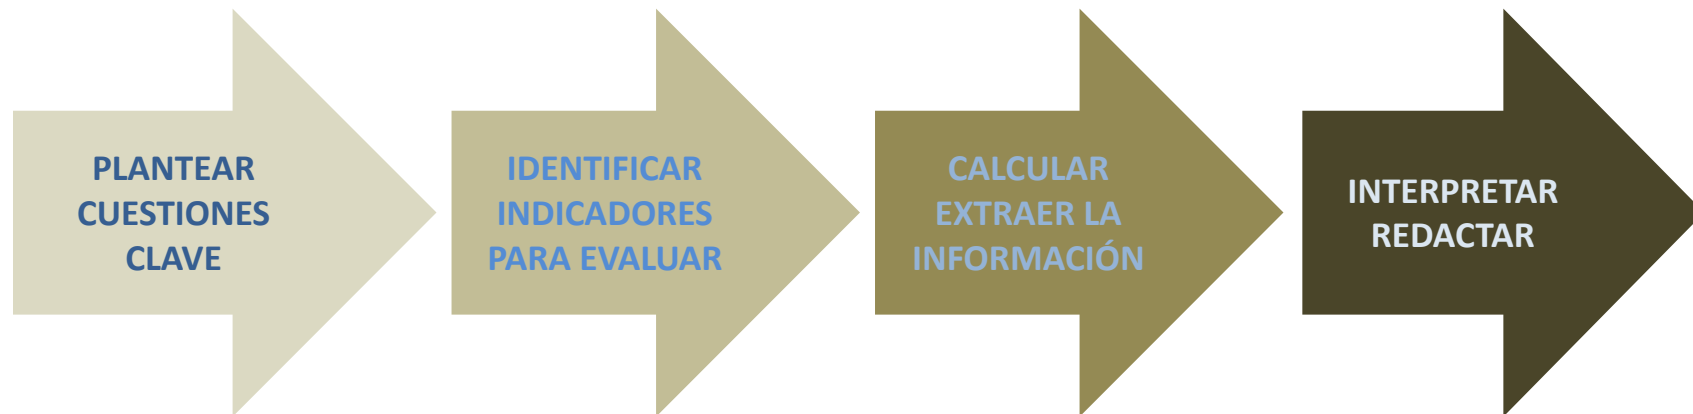 PLANTEAR
CUESTIONES
CLAVE
IDENTIFICAR
INDICADORES
PARA EVALUAR
CALCULAR
EXTRAER LA
INFORMACIÓN
INTERPRETAR
REDACTAR